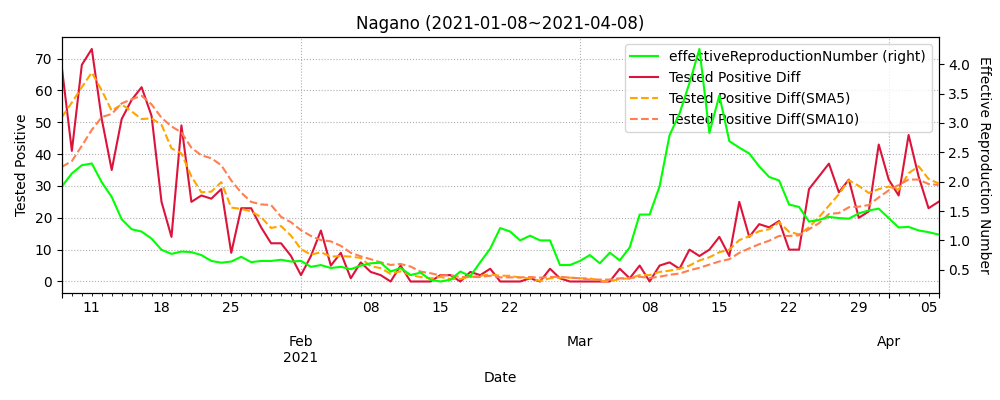 Nagano (2021-01-08~2021-04-08)
effectiveReproductionNumber (right)
Tested Positive Diff
Tested Positive Diff(SMA5)
Tested Positive Diff(SMA10)
Tested Positive
70
60
50
40
30
20
10
0
4.0
3.5
3.0
2.5
2.0
1.5
1.0
0.5
Effective Reproduction Number
11 18 25 08 15 22 08 15 22 29 05
Feb Mar Apr
2021
Date